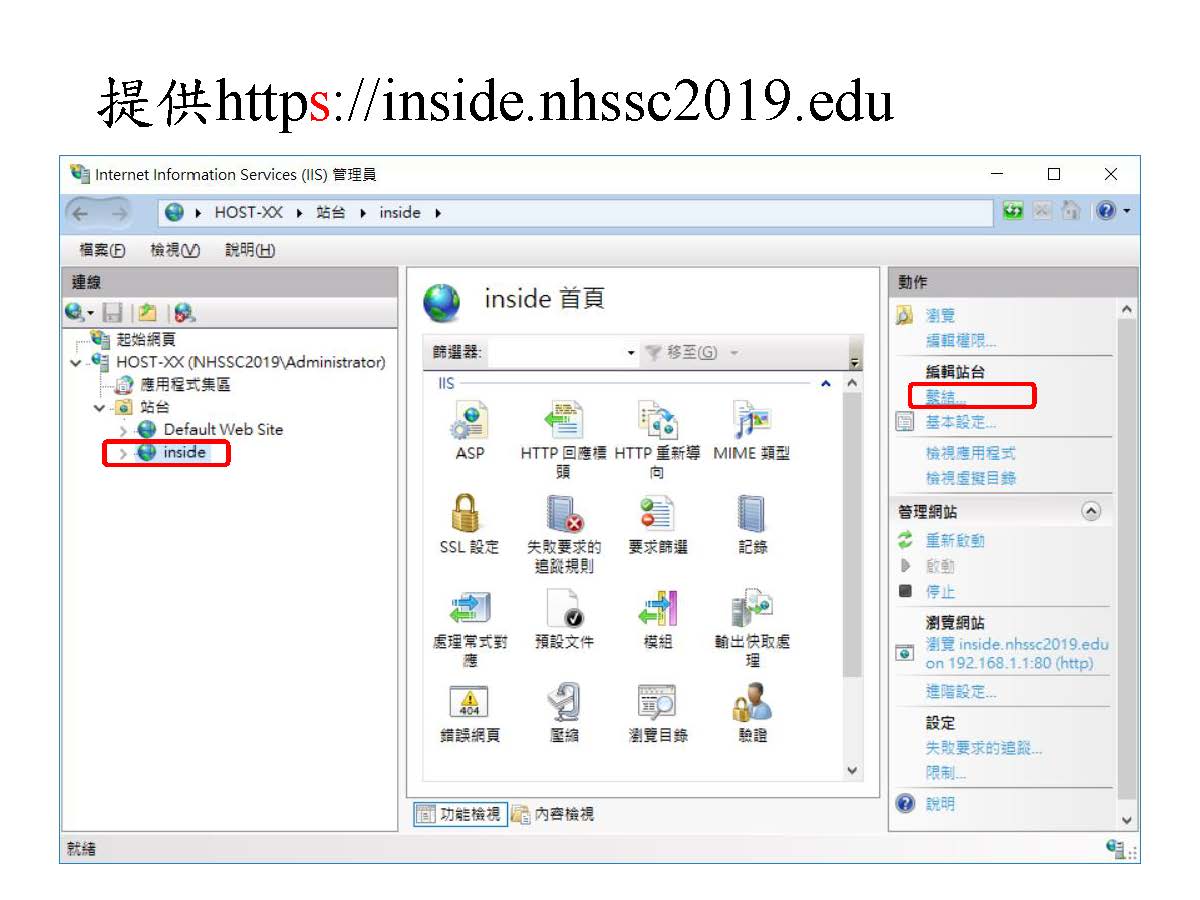 提供https://inside.nhssc2019.edu
Internet Information Services (IIS) 管理員
HOST-XX
站台
inside
檔案(F)
檢視(V)
說明(H)
連線
起始網頁
HOST-XX (NHSSC2019\Administrator)
應用程式集區
站台
Default Web Site
inside
inside 首頁
篩選器:
移至(G)
IIS
ASP
HTTP 回應標
頭
HTTP 重新導
向
MIME 類型
SSL 設定
失敗要求的
追蹤規則
要求篩選
記錄
處理常式對
應
預設文件
模組
輸出快取處
理
404
錯誤網頁
壓縮
瀏覽目錄
驗證
功能檢視
內容檢視
動作
瀏覽
編輯權限...
編輯站台
繫結...
基本設定...
檢視應用程式
檢視虛擬目錄
管理網站
重新啟動
啟動
停止
瀏覽網站
瀏覽 inside.nhssc2019.edu
on 192.168.1.1:80 (http)
進階設定...
設定
失敗要求的追蹤...
限制...
說明
就緒